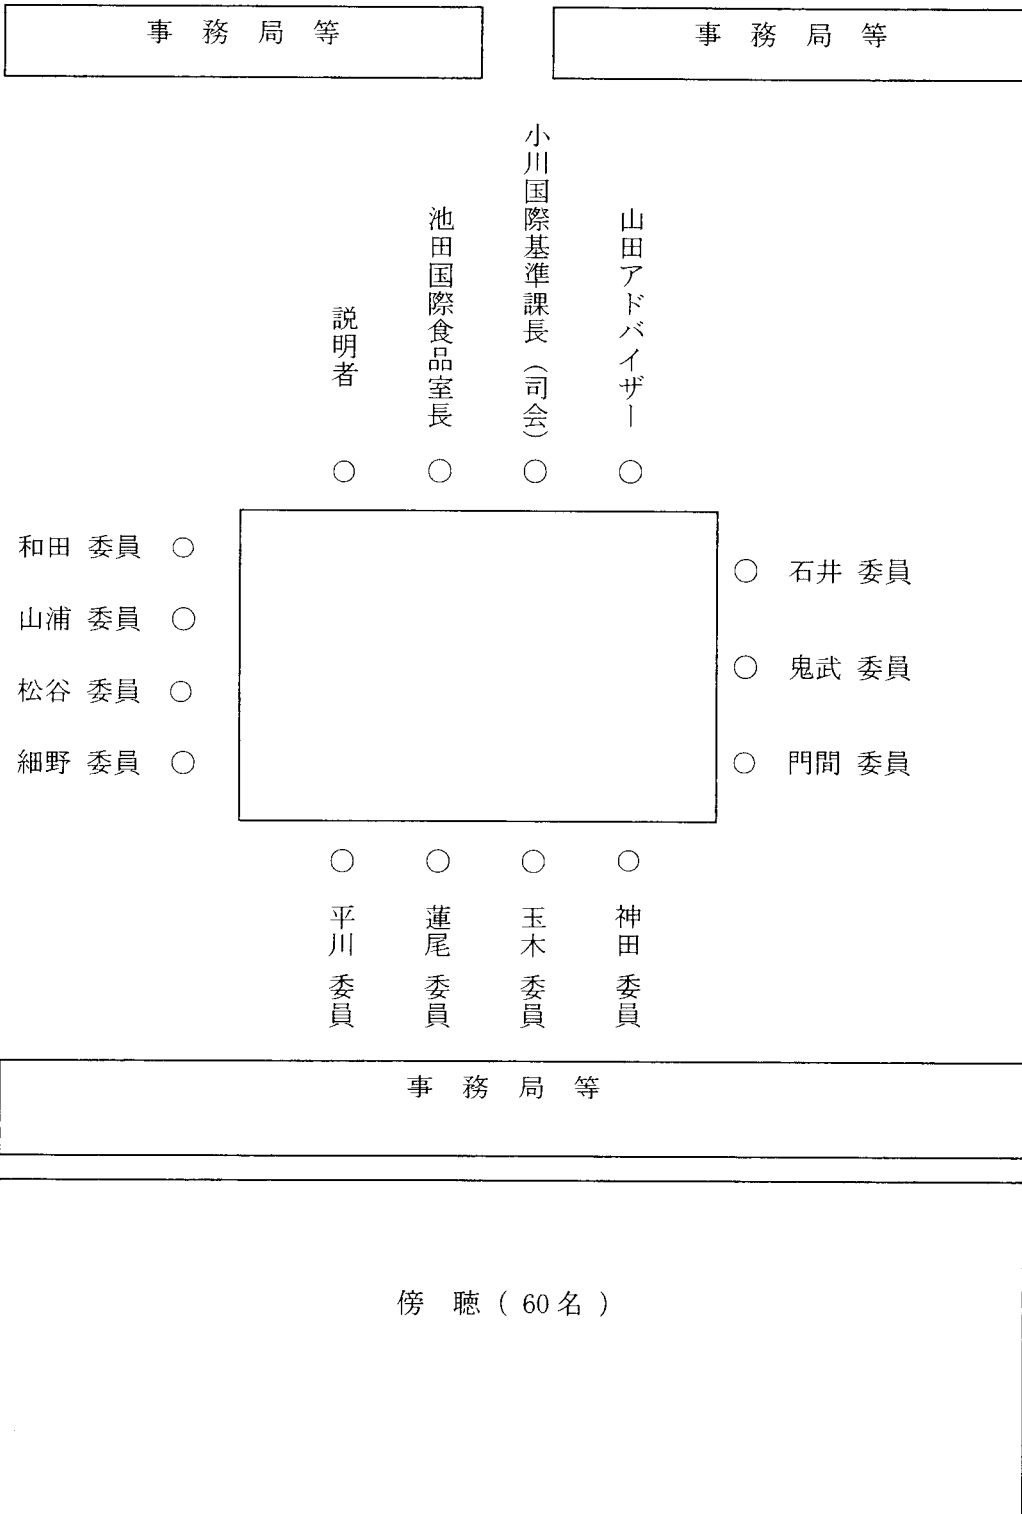 事務局等
事務局等
小川国際基準課長（司会）
山田アドバイザー
池田国際食品室長
説明者
○ ○ ○ ○
和田 委員 ○
○ 石井 委員
山浦 委員 ○
○ 鬼武 委員
松谷 委員 ○
細野 委員 ○
○ 門間 委員
○ ○ ○ ○
平川 委員
蓮尾 委員
玉木 委員
神田 委員
事務局等
傍聴（60名）